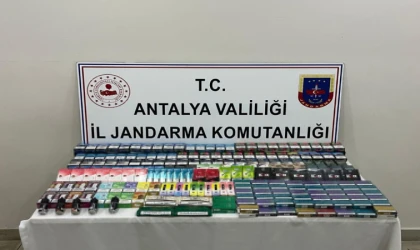 T.C.
ANTALYA VALİLİĞİ
İL JANDARMA KOMUTANLIĞI